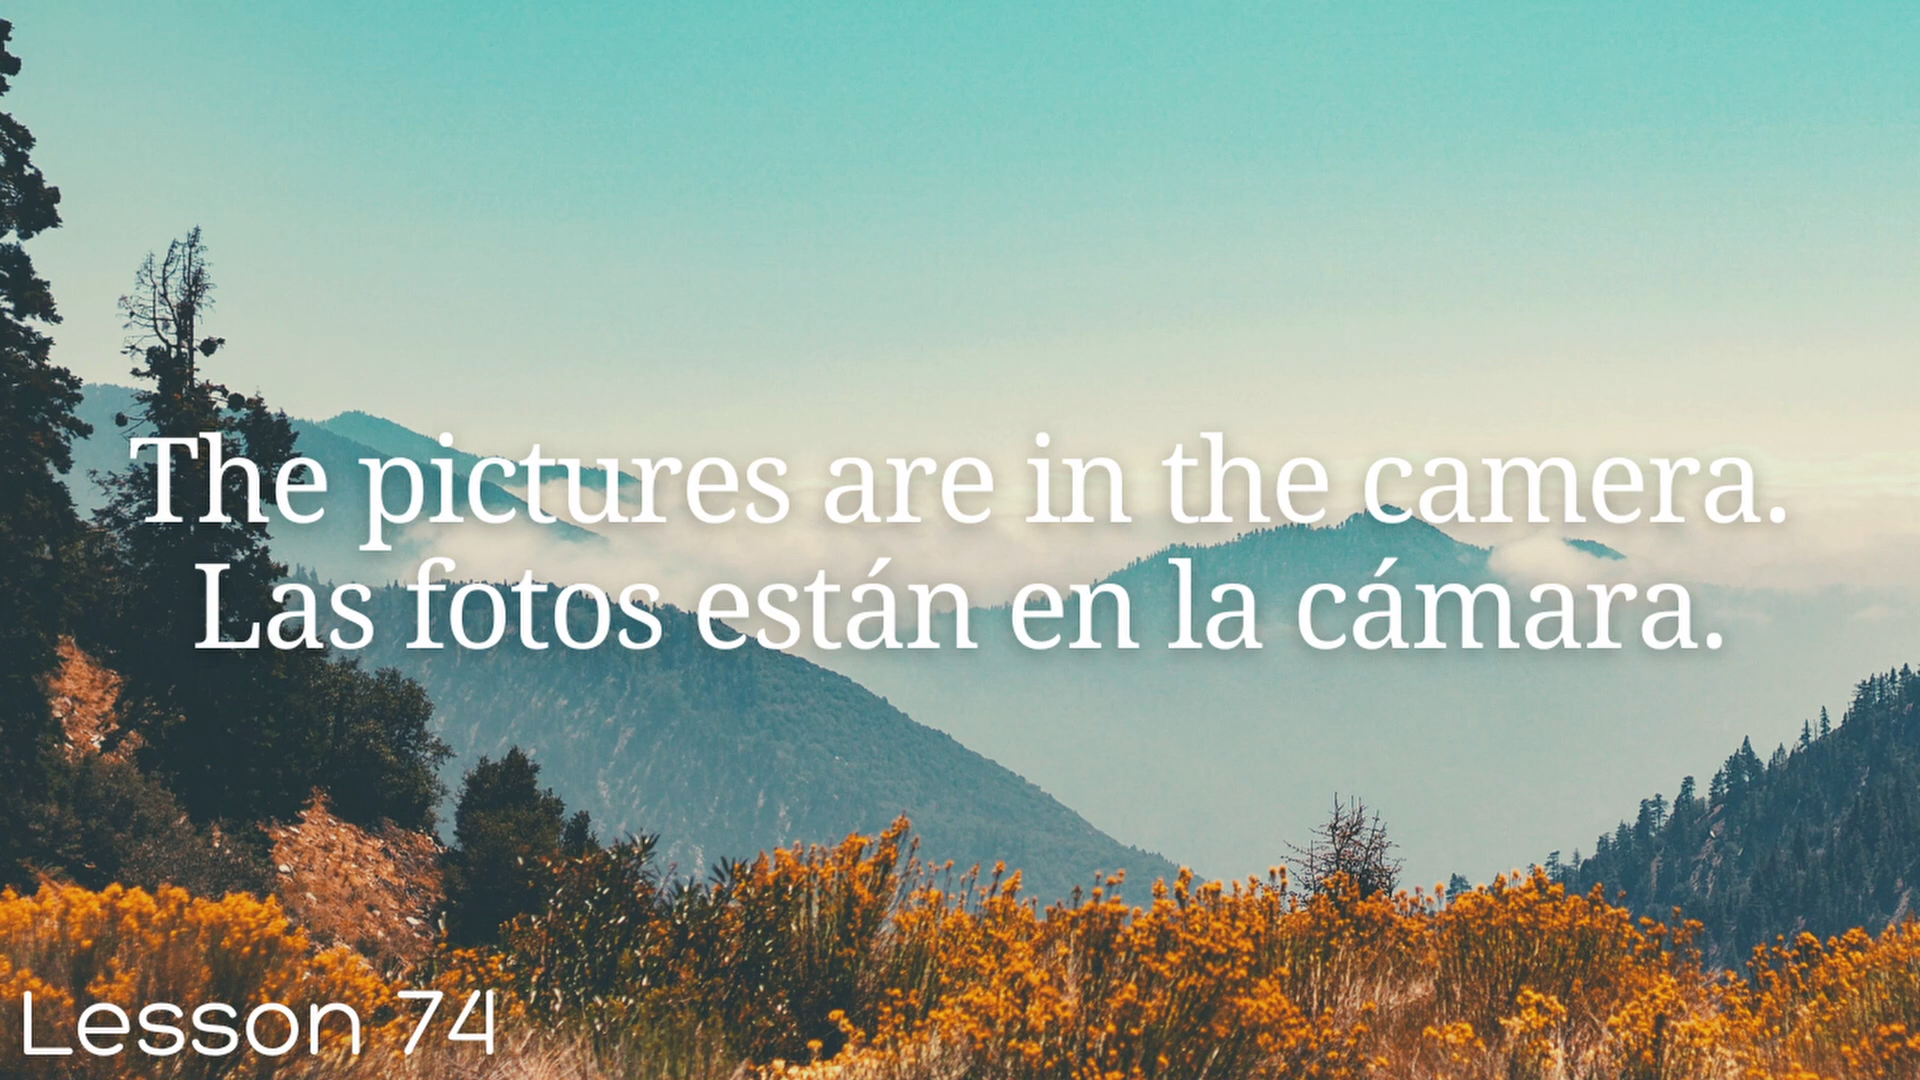 The pictures are in the camera.
Las fotos están en la cámara.
Lesson 74